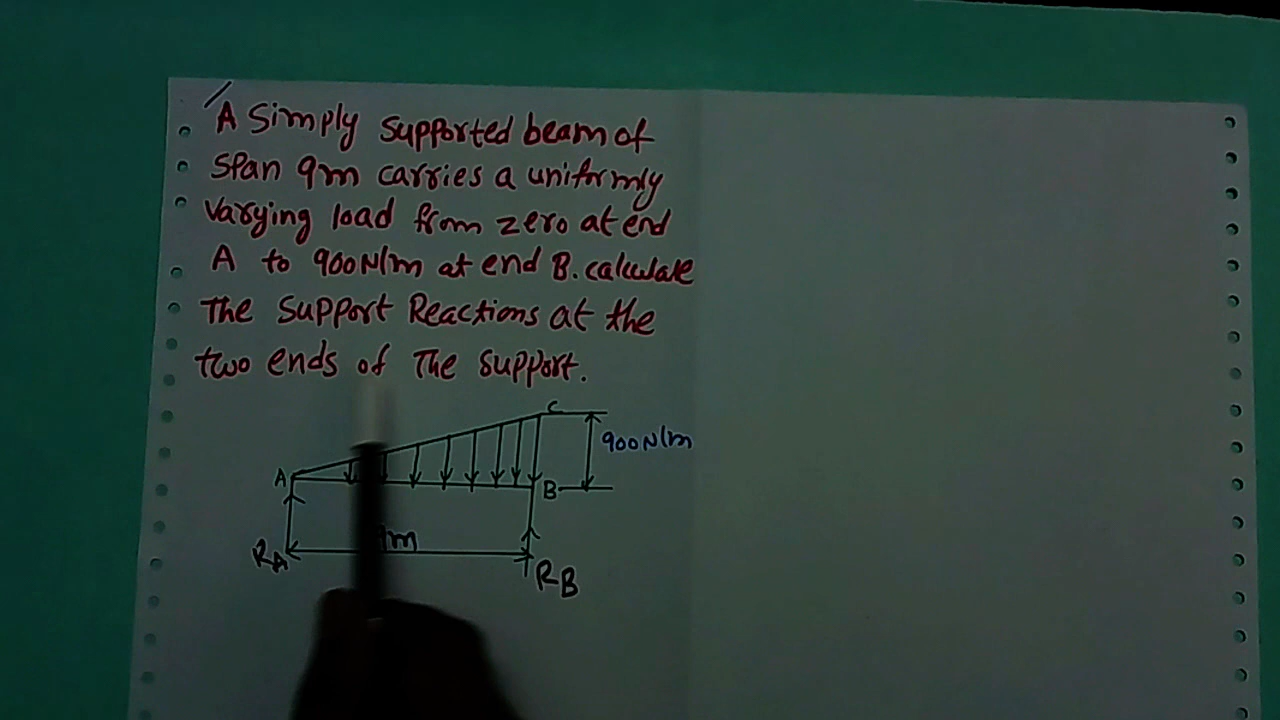 A Simply Supported beam of
Span 9m carries a uniformly
varying load from zero at end
A to 900N/m at end B. calculate
The Support Reactions at the
two ends of The support.
C
900N/m
A
B
m
RA
RB